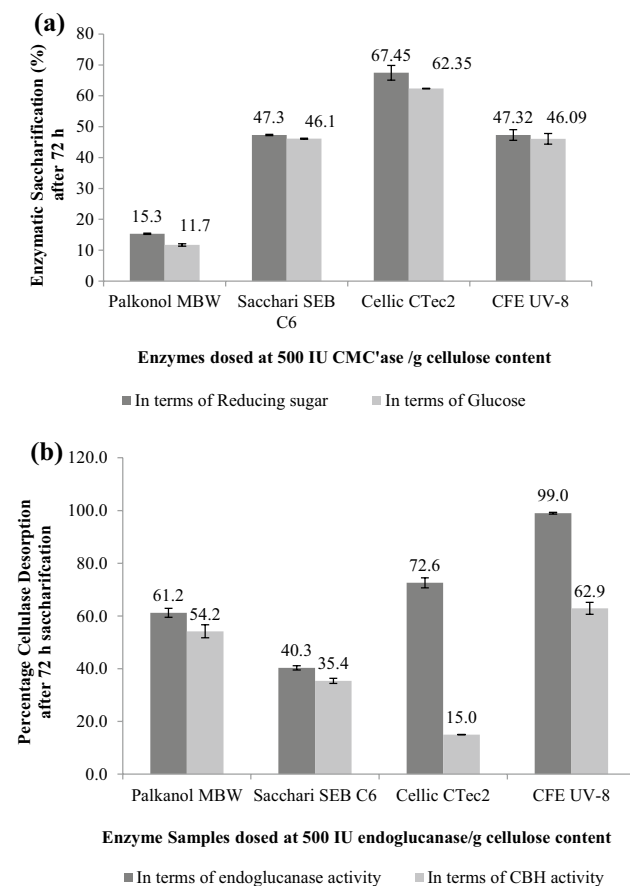 (a)
Enzymatic Saccharification (%)
after 72 h
80
70
60
50
40
30
20
10
0
15.3
11.7
47.3
46.1
67.45
62.35
47.32
46.09
Palkonol MBW
Sacchari SEB
C6
Cellic CTec2
CFE UV-8
Enzymes dosed at 500 IU CMC'ase /g cellulose content
In terms of Reducing sugar
In terms of Glucose
(b)
Percentage Cellulase Desorption
after 72 h saccharifcation
120.0
100.0
80.0
60.0
40.0
20.0
0.0
61.2
54.2
40.3
35.4
72.6
15.0
99.0
62.9
Palkanol MBW
Sacchari SEB C6
Cellic CTec2
CFE UV-8
Enzyme Samples dosed at 500 IU endoglucanase/g cellulose content
In terms of endoglucanase activity
In terms of CBH activity